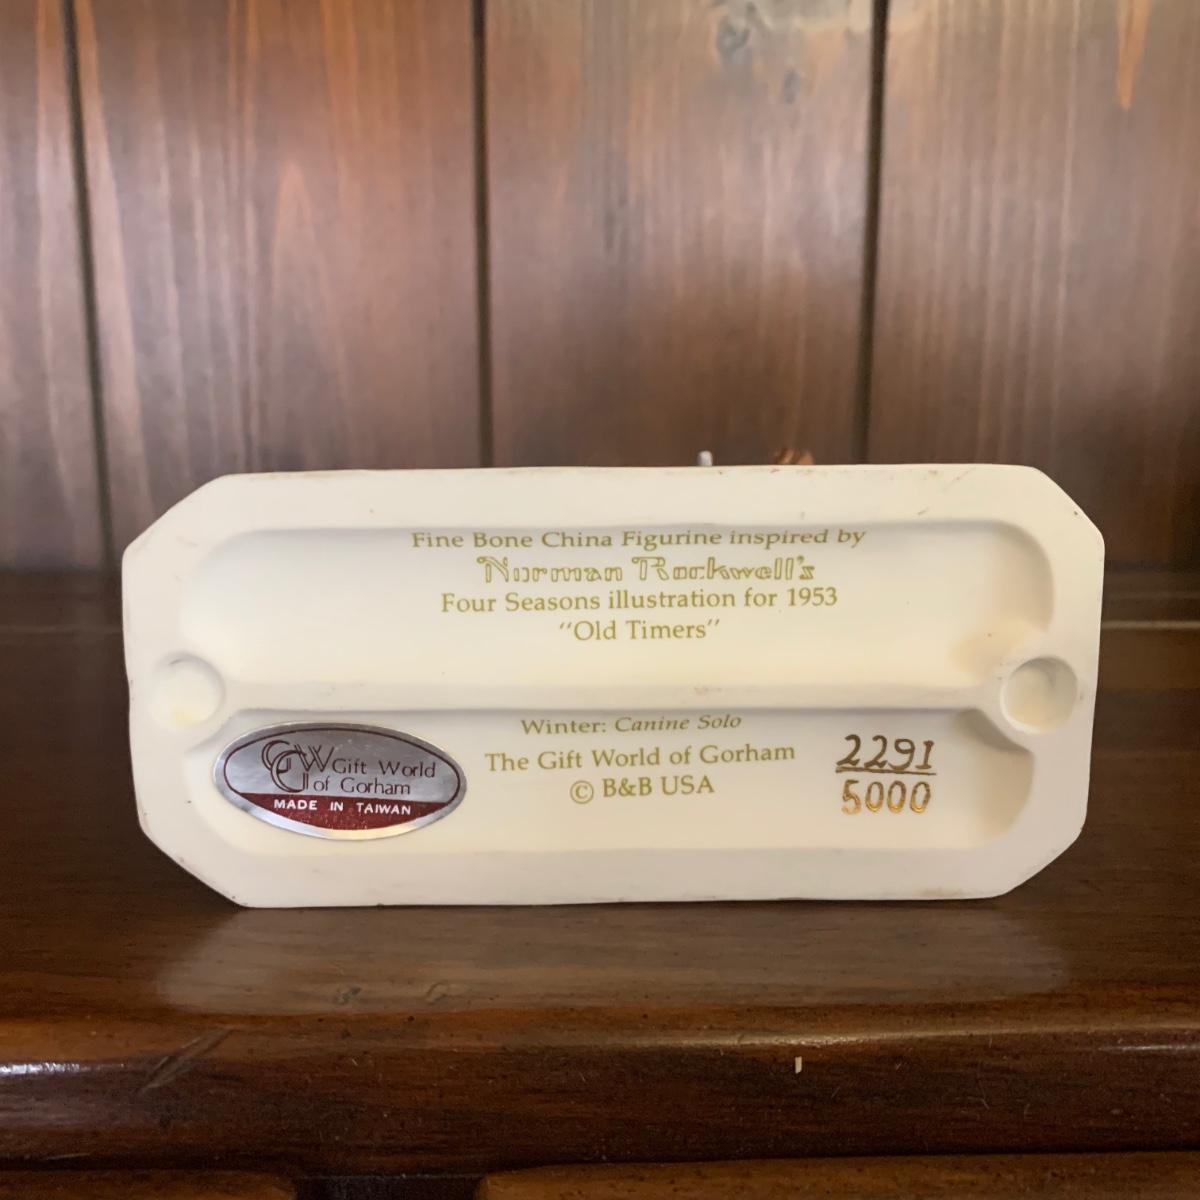 Fine Bone China Figurine inspired by
Norman Rockwell's
Four Seasons illustration for 1953
"Old Timers"
Winter: Canine Solo
The Gift World of Gorham
© B&B USA
2291
5000
GGW Gift World
of Gorham
MADE IN TAIWAN